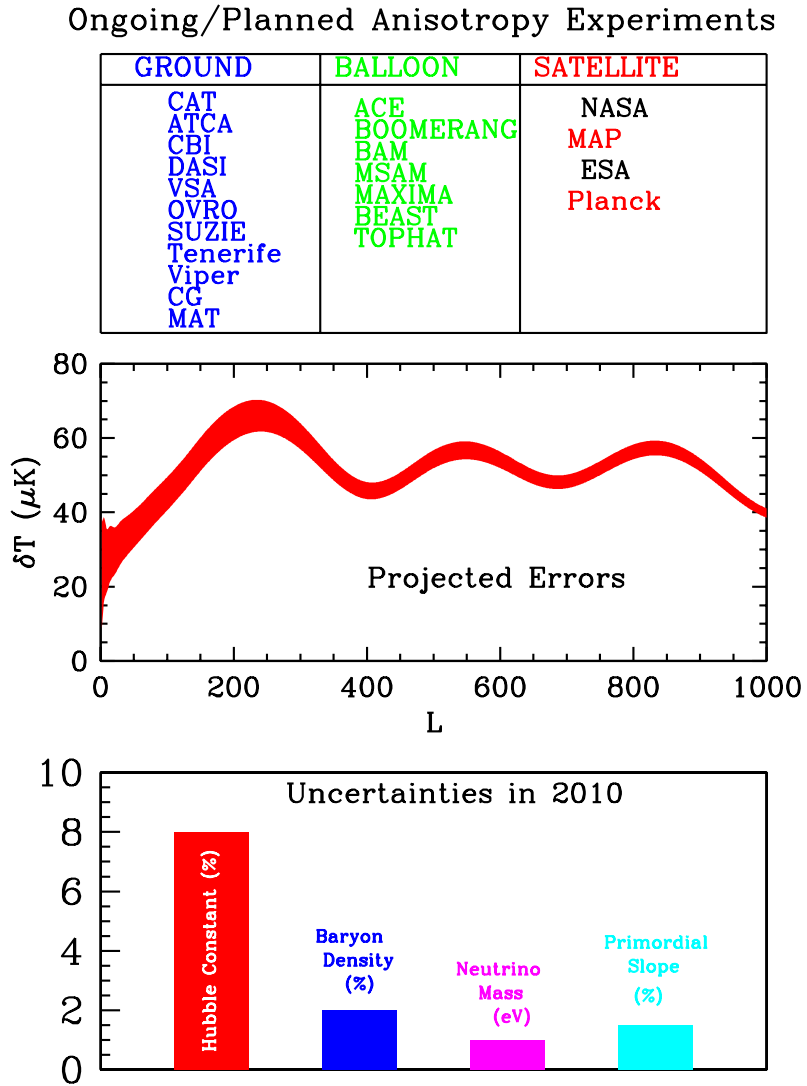 Ongoing/Planned Anisotropy Experiments
GROUND BALLOON SATELLITE
CAT
ATCA
CBI
DASI
VSA
OVRO
SUZIE
Tenerife
Viper
CG
MAT
ACE
BOOMERANG
BAM
MSAM
MAXIMA
BEAST
TOPHAT
NASA
MAP
ESA
Planck
80
60
40
20
0
δT (μK)
Projected Errors
0 200 400 600 800 1000
L
10
8
6
4
2
0
Uncertainties in 2010
Hubble Constant (%)
Baryon
Density
(%)
Neutrino
Mass
(eV)
Primordial
Slope
(%)